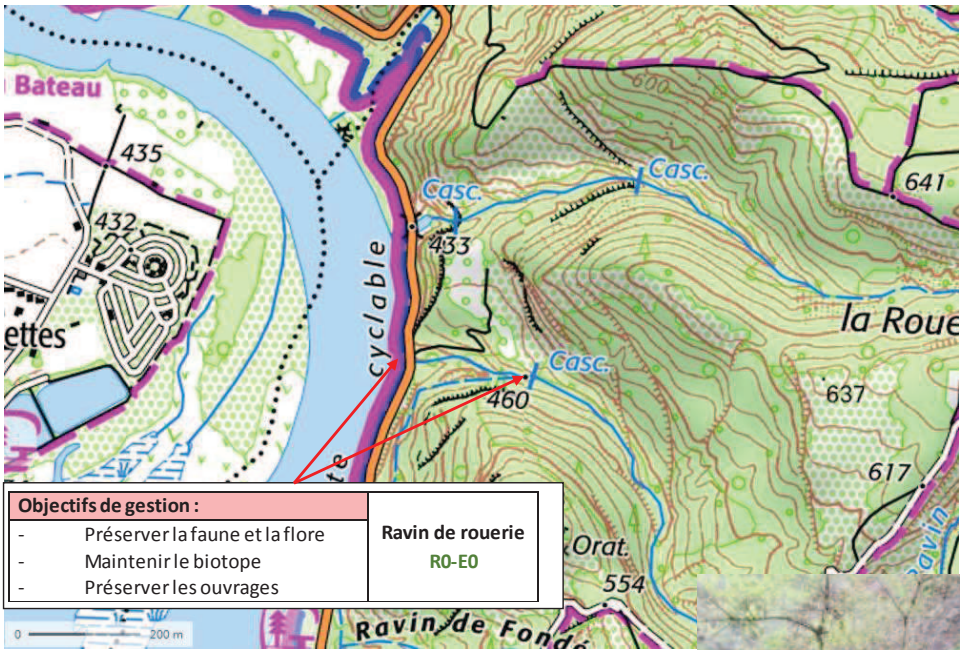 Bateau
435
432
ettes
cyclable
Casc.
Casc.
433
600
641
la Roue
Casc.
460
637
617
Ravin
Orat.
554
Ravin de Fondé
te
Objectifs de gestion :
- Préserver la faune et la flore
- Maintenir le biotope
- Préserver les ouvrages
Ravin de rouerie
R0-E0
0 200 m